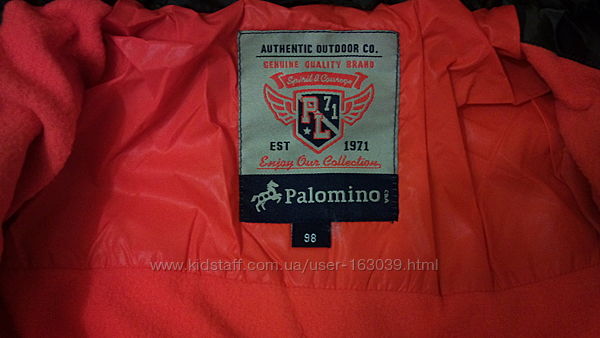 AUTHENTIC OUTDOOR CO.
GENUINE QUALITY BRAND
Spirit & Courage
PL 71
EST 1971
Enjoy Our Collection
Palomino C&A
98
www.kidstaff.com.ua/user-163039.html